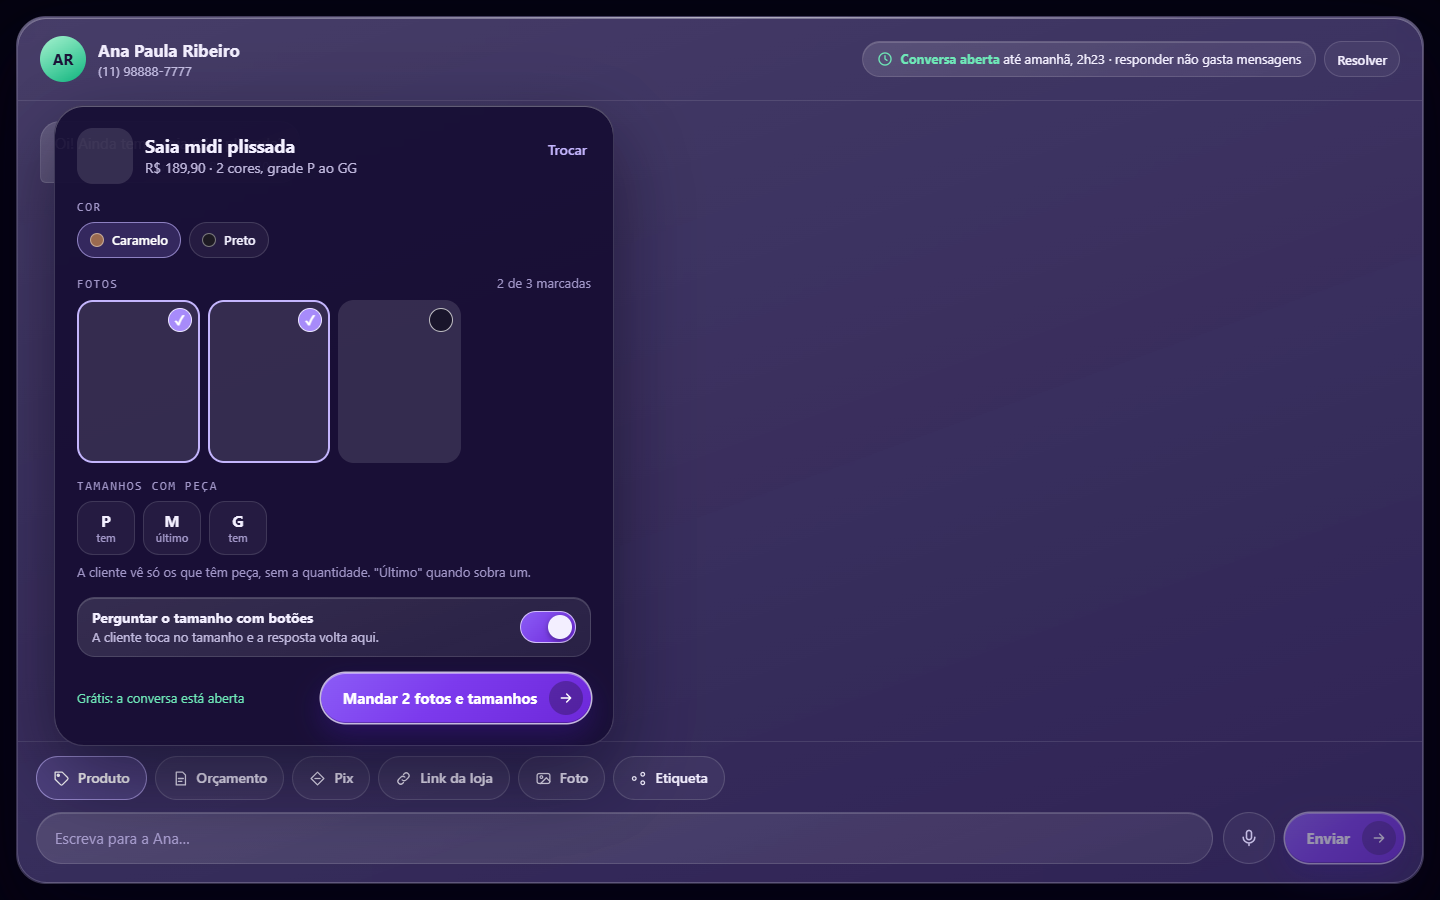 AR
Ana Paula Ribeiro
(11) 98888-7777
Conversa aberta até amanhã, 2h23 · responder não gasta mensagens
Resolver
Oi! Ainda
Saia midi plissada
R$ 189,90 · 2 cores, grade P ao GG
Trocar
COR
Caramelo
Preto
FOTOS
2 de 3 marcadas
TAMANHOS COM PEÇA
P
tem
M
último
G
tem
A cliente vê só os que têm peça, sem a quantidade. "Último" quando sobra um.
Perguntar o tamanho com botões
A cliente toca no tamanho e a resposta volta aqui.
Grátis: a conversa está aberta
Mandar 2 fotos e tamanhos
Produto
Orçamento
Pix
Link da loja
Foto
Etiqueta
Escreva para a Ana...
Enviar